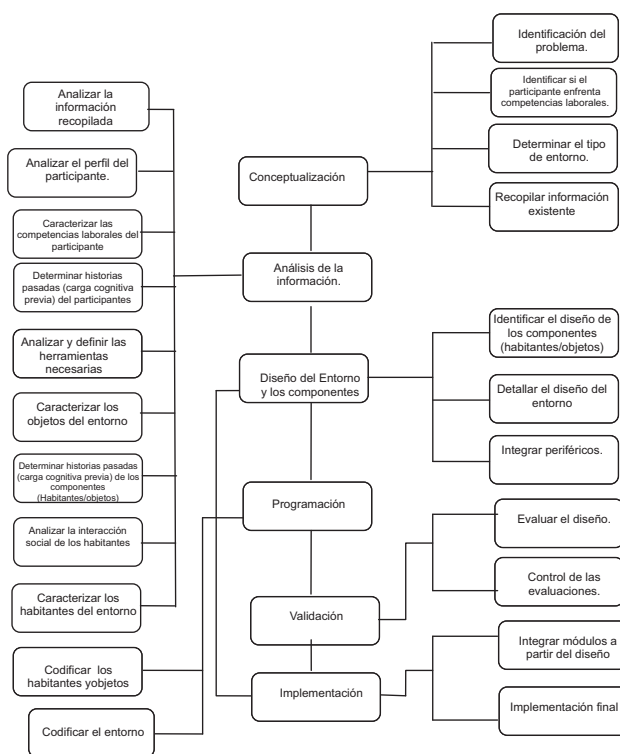 Identificación del
problema.
Identificar si el
participante enfrenta
competencias laborales.
Determinar el tipo
de entorno.
Recopilar información
existente
Conceptualización
Analizar la
información
recopilada
Analizar el perfil del
participante.
Caracterizar las
competencias laborales del
participante
Determinar historias
pasadas (carga cognitiva
previa) del participantes
Analizar y definir las
herramientas
necesarias
Caracterizar los
objetos del entorno
Determinar historias pasadas
(carga cognitiva previa) de los
componentes
(Habitantes/objetos)
Analizar la interacción
social de los habitantes
Caracterizar los
habitantes del entorno
Análisis de la
información.
Diseño del Entorno
y los componentes
Identificar el diseño de
los componentes
(habitantes/objetos)
Detallar el diseño del
entorno
Integrar periféricos.
Programación
Codificar los
habitantes yobjetos
Codificar el entorno
Validación
Evaluar el diseño.
Control de las
evaluaciones.
Implementación
Integrar módulos a
partir del diseño
Implementación final